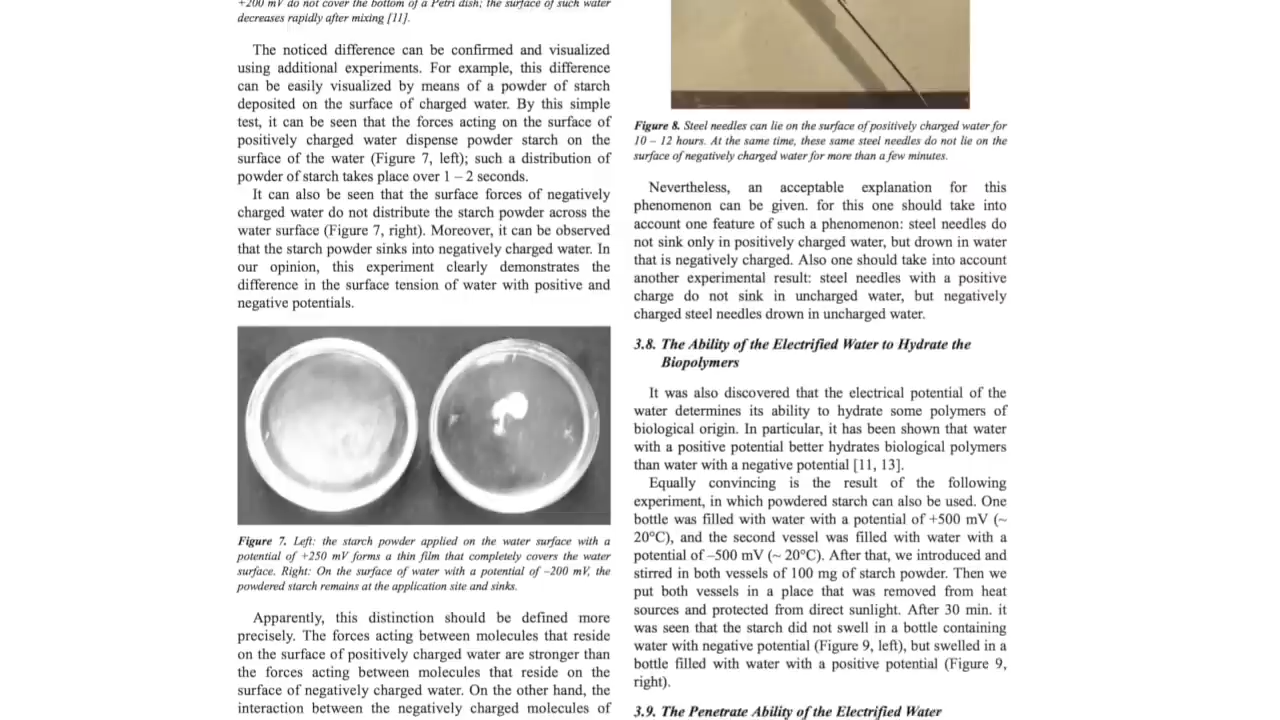 +200 mV do not cover the bottom of a Petri dish; the surface of such water
decreases rapidly after mixing [11].
The noticed difference can be confirmed and visualized
using additional experiments. For example, this difference
can be easily visualized by means of a powder of starch
deposited on the surface of charged water. By this simple
test, it can be seen that the forces acting on the surface of
positively charged water dispense powder starch on the
surface of the water (Figure 7, left); such a distribution of
powder of starch takes place over 1 – 2 seconds.
It can also be seen that the surface forces of negatively
charged water do not distribute the starch powder across the
water surface (Figure 7, right). Moreover, it can be observed
that the starch powder sinks into negatively charged water. In
our opinion, this experiment clearly demonstrates the
difference in the surface tension of water with positive and
negative potentials.
Figure 7. Left: the starch powder applied on the water surface with a
potential of +250 mV forms a thin film that completely covers the water
surface. Right: On the surface of water with a potential of –200 mV, the
powdered starch remains at the application site and sinks.
Apparently, this distinction should be defined more
precisely. The forces acting between molecules that reside
on the surface of positively charged water are stronger than
the forces acting between molecules that reside on the
surface of negatively charged water. On the other hand, the
interaction between the negatively charged molecules of
Figure 8. Steel needles can lie on the surface of positively charged water for
10 – 12 hours. At the same time, these same steel needles do not lie on the
surface of negatively charged water for more than a few minutes.
Nevertheless, an acceptable explanation for this
phenomenon can be given. for this one should take into
account one feature of such a phenomenon: steel needles do
not sink only in positively charged water, but drown in water
that is negatively charged. Also one should take into account
another experimental result: steel needles with a positive
charge do not sink in uncharged water, but negatively
charged steel needles drown in uncharged water.
3.8. The Ability of the Electrified Water to Hydrate the
Biopolymers
It was also discovered that the electrical potential of the
water determines its ability to hydrate some polymers of
biological origin. In particular, it has been shown that water
with a positive potential better hydrates biological polymers
than water with a negative potential [11, 13].
Equally convincing is the result of the following
experiment, in which powdered starch can also be used. One
bottle was filled with water with a potential of +500 mV (~
20°C), and the second vessel was filled with water with a
potential of –500 mV (~ 20°C). After that, we introduced and
stirred in both vessels of 100 mg of starch powder. Then we
put both vessels in a place that was removed from heat
sources and protected from direct sunlight. After 30 min. it
was seen that the starch did not swell in a bottle containing
water with negative potential (Figure 9, left), but swelled in a
bottle filled with water with a positive potential (Figure 9,
right).
3.9. The Penetrate Ability of the Electrified Water